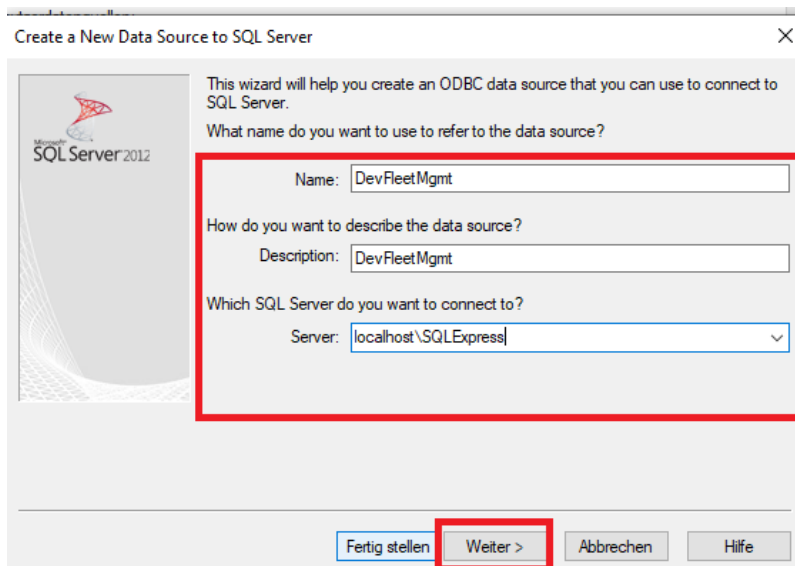 Create a New Data Source to SQL Server
Microsoft®
SQL Server® 2012
This wizard will help you create an ODBC data source that you can use to connect to
SQL Server.
What name do you want to use to refer to the data source?
Name: DevFleetMgmt
How do you want to describe the data source?
Description: DevFleetMgmt
Which SQL Server do you want to connect to?
Server: localhost\SQLExpress
Fertig stellen Weiter > Abbrechen Hilfe